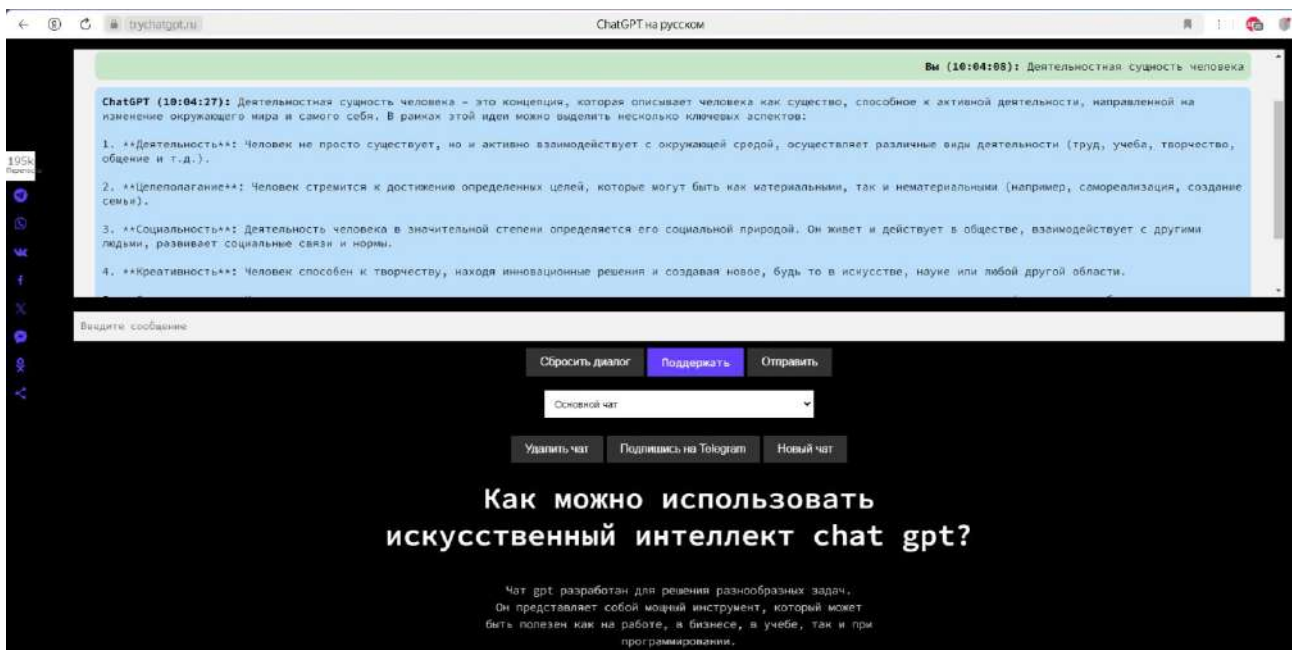 trychatgpt.ru
ChatGPT на русском
Вы (10:04:08): Деятельностная сущность человека
ChatGPT (10:04:27): Деятельностная сущность человека – это концепция, которая описывает человека как существо, способное к активной деятельности, направленной на
изменение окружающего мира и самого себя. В рамках этой идеи можно выделить несколько ключевых аспектов:
1. **Деятельность**: Человек не просто существует, но и активно взаимодействует с окружающей средой, осуществляет различные виды деятельности (труд, учеба, творчество,
общение и т.д.).
2. **Целеполагание**: Человек стремится к достижению определенных целей, которые могут быть как материальными, так и нематериальными (например, самореализация, создание
семьи).
3. **Социальность**: Деятельность человека в значительной степени определяется его социальной природой. Он живет и действует в обществе, взаимодействует с другими
людьми, развивает социальные связи и нормы.
4. **Креативность**: Человек способен к творчеству, находя инновационные решения и создавая новое, будь то в искусстве, науке или любой другой области.
195k
Введите сообщение
Сбросить диалог
Поддержать
Отправить
Основной чат
Удалить чат
Подпишись на Telegram
Новый чат
Как можно использовать
искусственный интеллект chat gpt?
Чат gpt разработан для решения разнообразных задач.
Он представляет собой мощный инструмент, который может
быть полезен как на работе, в бизнесе, в учебе, так и при
программировании.